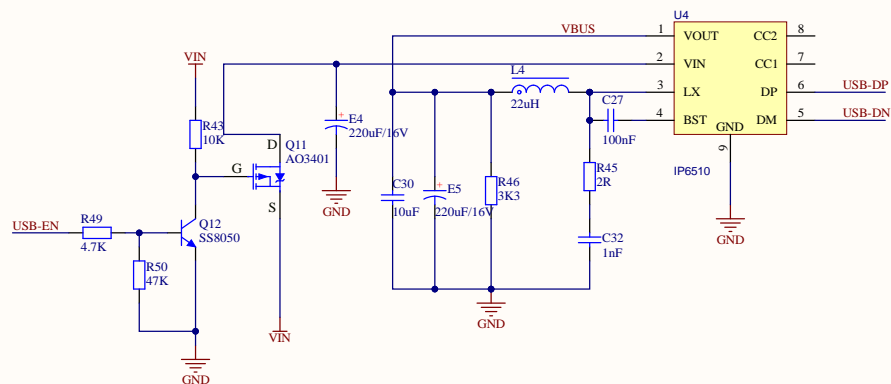 U4
VBUS
1
VOUT
CC2
8
VIN
2
VIN
CC1
7
L4
3
LX
DP
6
USB-DP
22uH
C27
4
BST
DM
5
USB-DN
R43
10K
E4
220uF/16V
100nF
GND
D
Q11
AO3401
9
G
IP6510
R45
2R
GND
C30
E5
R46
3K3
S
10uF
220uF/16V
GND
R49
Q12
SS8050
USB-EN
4.7K
C32
1nF
R50
47K
GND
VIN
GND